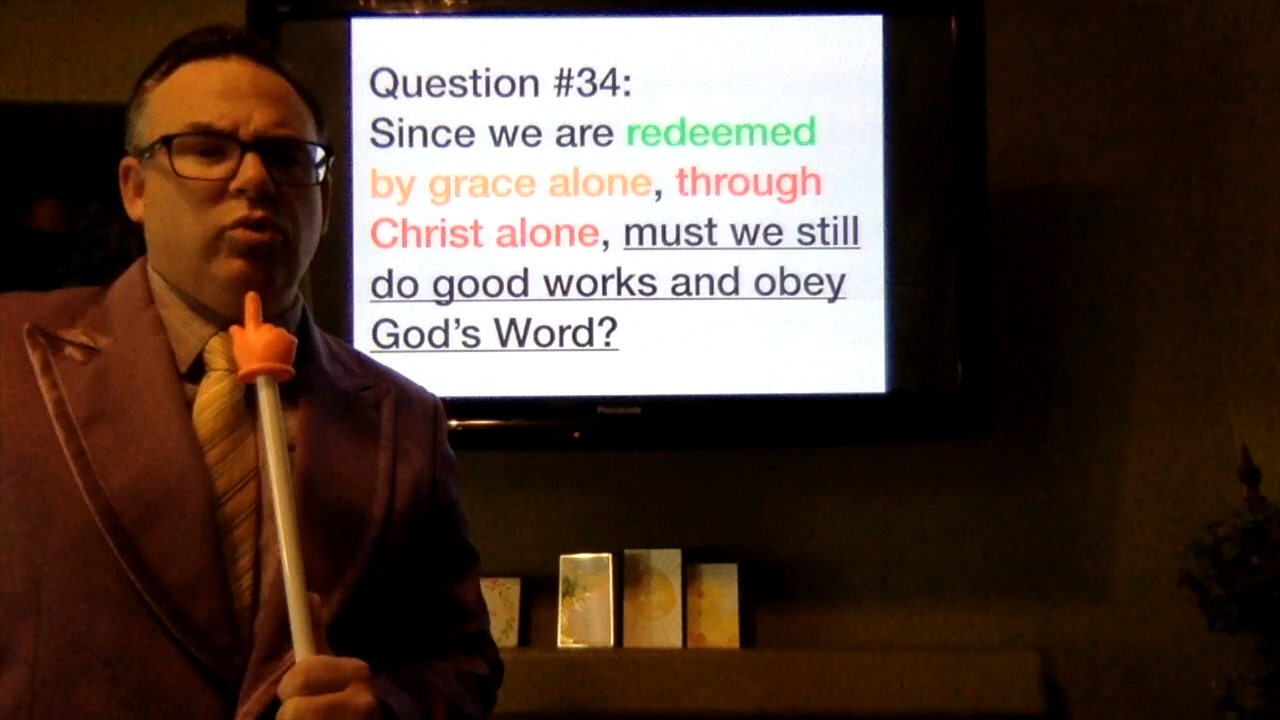 Question #34:
Since we are redeemed
by grace alone, through
Christ alone, must we still
do good works and obey
God's Word?
Panasonic